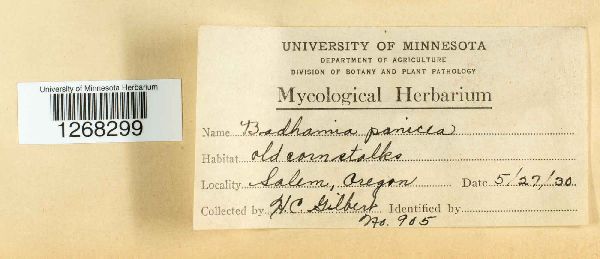 University of Minnesota Herbarium
1268299
UNIVERSITY OF MINNESOTA
DEPARTMENT OF AGRICULTURE
DIVISION OF BOTANY AND PLANT PATHOLOGY
Mycological Herbarium
Name Badhamia panicea
Habitat old corn stalks
Locality Salem, Oregon Date 5/27/30
Collected by H.C. Gilbert Identified by
No. 905